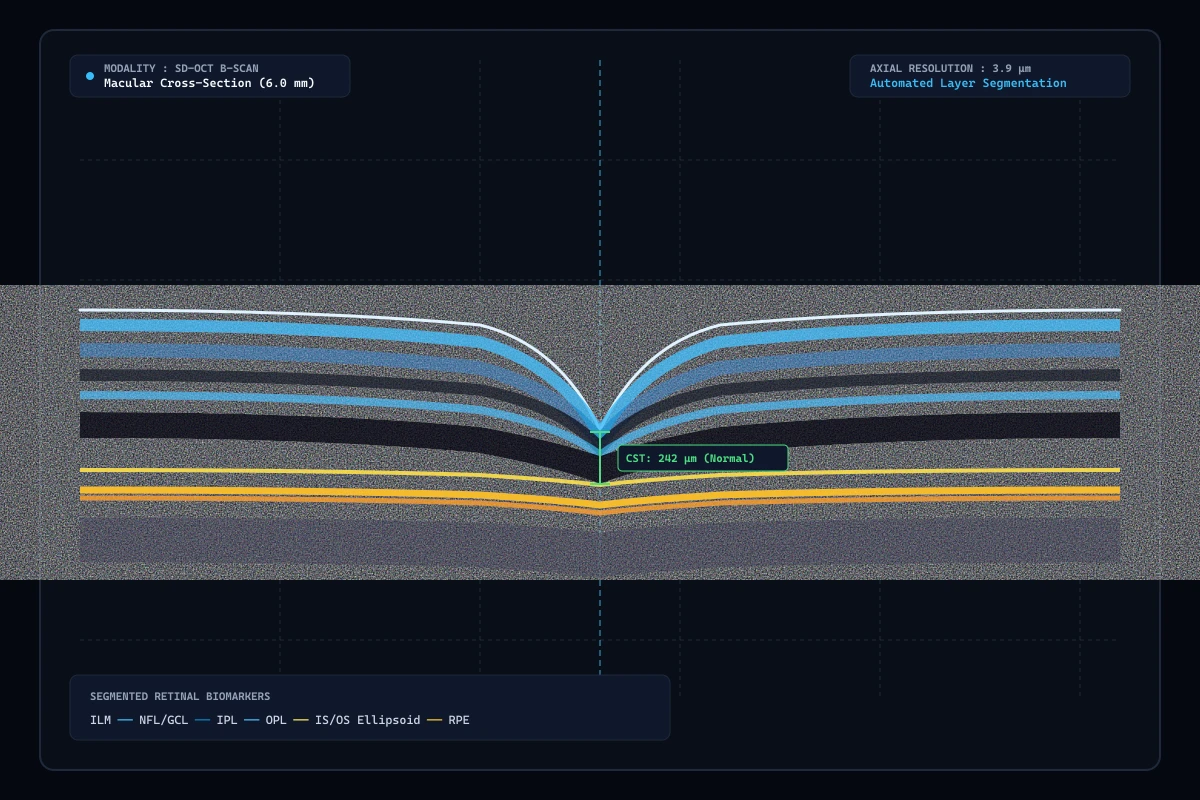 MODALITY : SD-OCT B-SCAN
Macular Cross-Section (6.0 mm)
AXIAL RESOLUTION : 3.9 µm
Automated Layer Segmentation
CST: 242 µm (Normal)
SEGMENTED RETINAL BIOMARKERS
ILM — NFL/GCL — IPL — OPL — IS/OS Ellipsoid — RPE